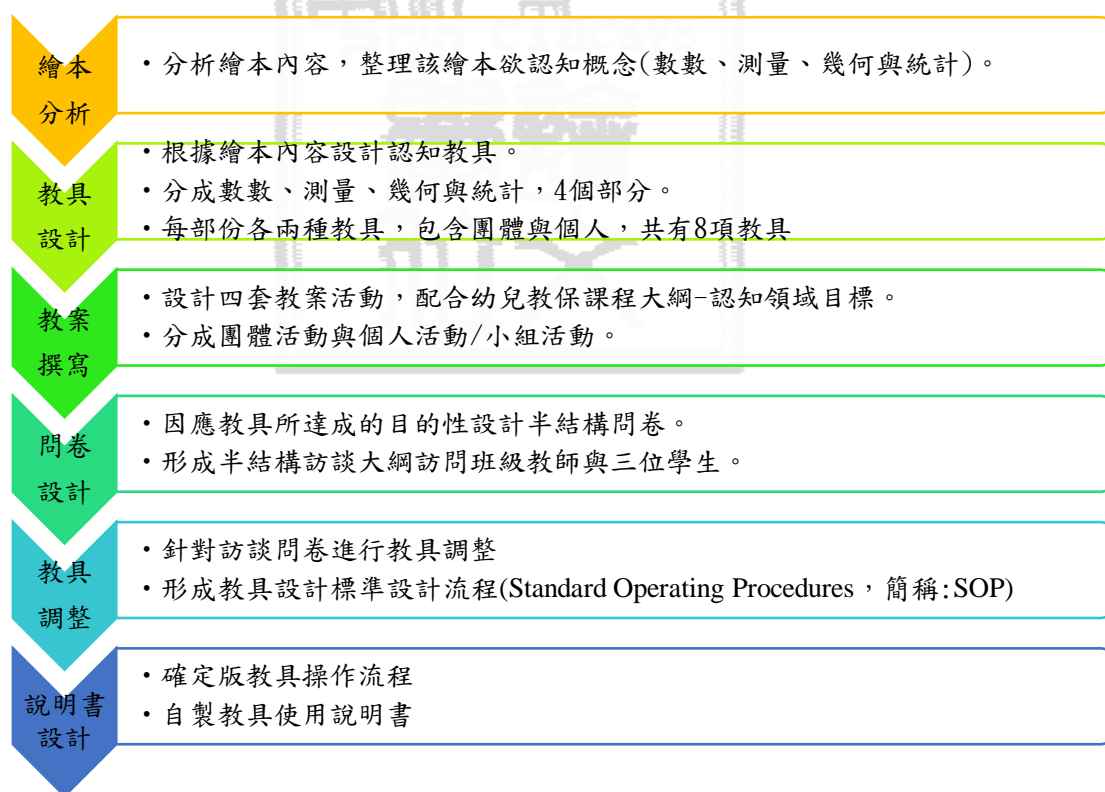 繪本
分析
・分析繪本內容，整理該繪本欲認知概念(數數、測量、幾何與統計)。
教具
設計
・根據繪本內容設計認知教具。
・分成數數、測量、幾何與統計，4個部分。
・每部份各兩種教具，包含團體與個人，共有8項教具
教案
撰寫
・設計四套教案活動，配合幼兒教保課程大綱-認知領域目標。
・分成團體活動與個人活動/小組活動。
問卷
設計
・因應教具所達成的目的性設計半結構問卷。
・形成半結構訪談大綱訪問班級教師與三位學生。
教具
調整
・針對訪談問卷進行教具調整
・形成教具設計標準設計流程(Standard Operating Procedures，簡稱:SOP)
說明書
設計
・確定版教具操作流程
・自製教具使用說明書